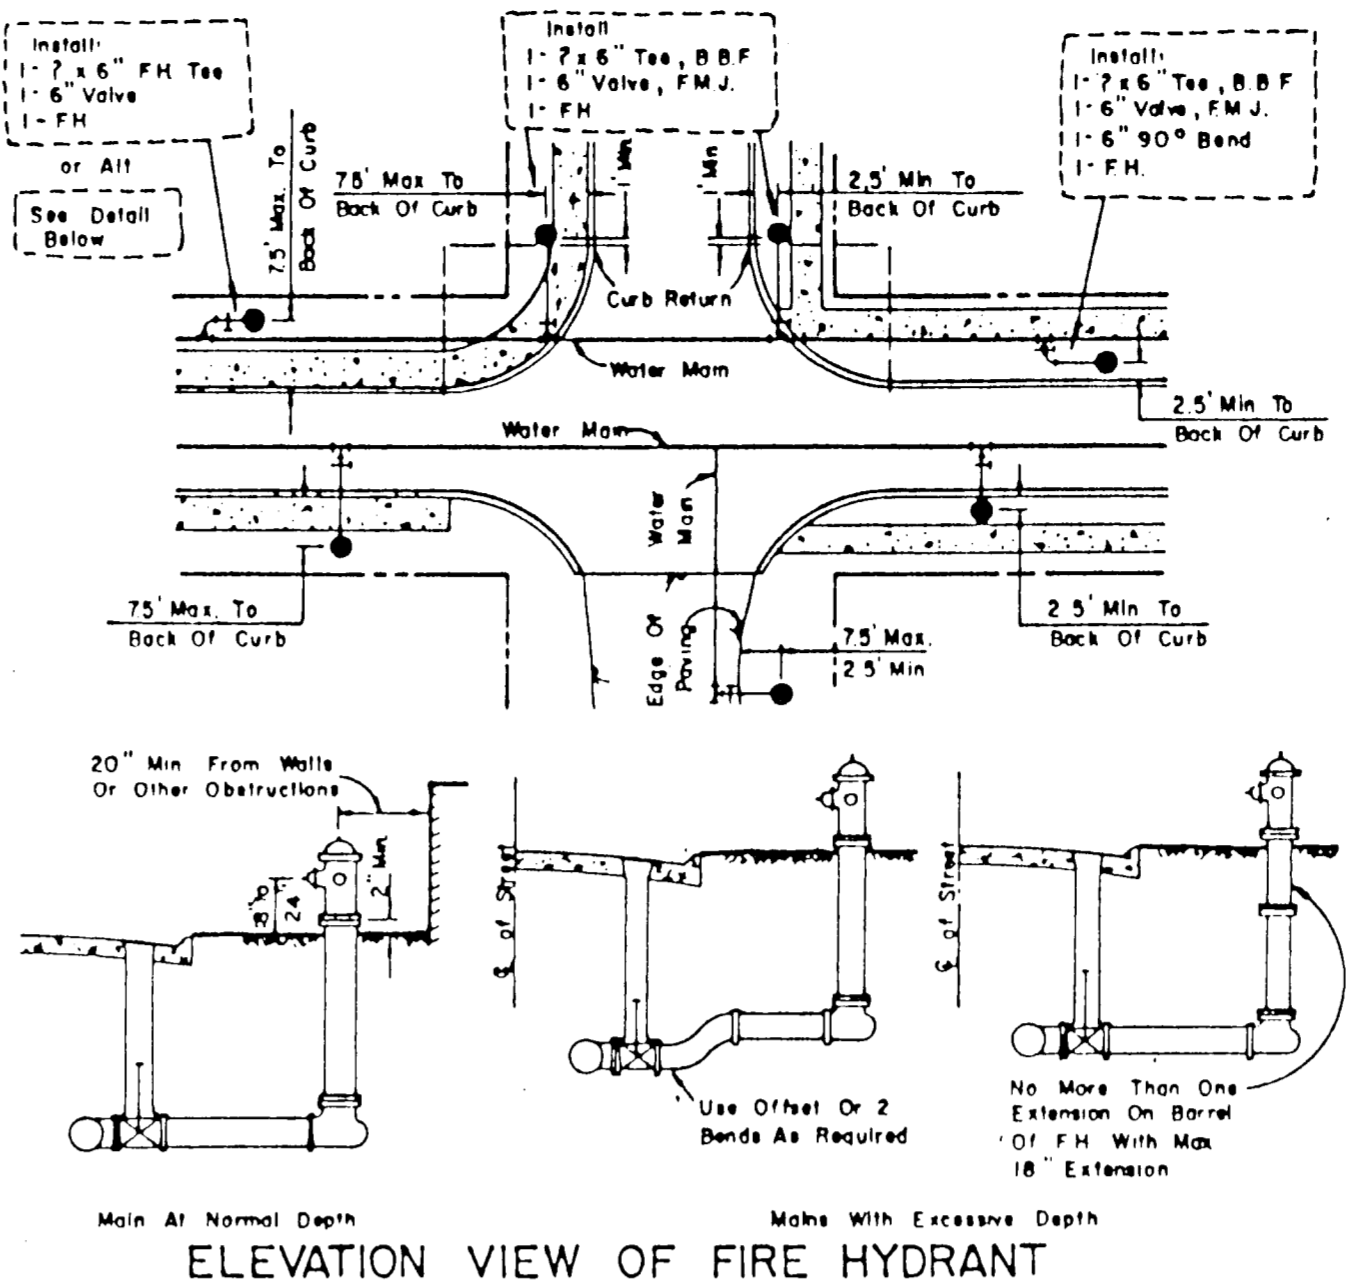 Install:
1- ? x 6" F.H. Tee
1- 6" Valve
1- FH
or Alt
See Detail
Below
7.5' Max. To
Back Of Curb
Install
1- ? x 6" Tee, B.B.F
1- 6" Valve, F.M.J.
1- FH
7.5' Max To
Back Of Curb
1' Min
1' Min
2.5' Min To
Back Of Curb
Install:
1- ? x 6" Tee, B.B.F
1- 6" Valve, F.M.J.
1- 6" 90° Bend
1- F.H.
Curb Return
Water Main
2.5' Min To
Back Of Curb
Water Main
Water
Main
7.5' Max. To
Back Of Curb
2.5' Min To
Back Of Curb
Edge Of
Paving
7.5' Max.
2.5' Min
20" Min From Walls
Or Other Obstructions
18" to
24"
2" Min
℄ of Street
℄ of Street
Use Offset Or 2
Bends As Required
No More Than One
Extension On Barrel
Of F.H. With Max
18" Extension
Main At Normal Depth
Mains With Excessive Depth
ELEVATION VIEW OF FIRE HYDRANT